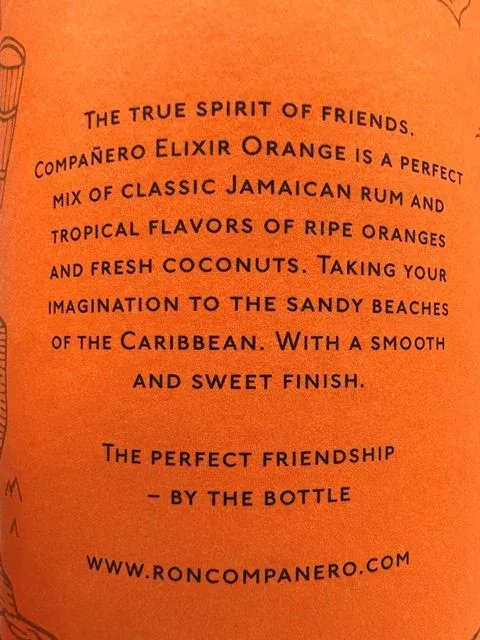 The true spirit of friends.
Compañero Elixir Orange is a perfect
mix of classic Jamaican rum and
tropical flavors of ripe oranges
and fresh coconuts. Taking your
imagination to the sandy beaches
of the Caribbean. With a smooth
and sweet finish.
The perfect friendship
– by the bottle
www.roncompanero.com